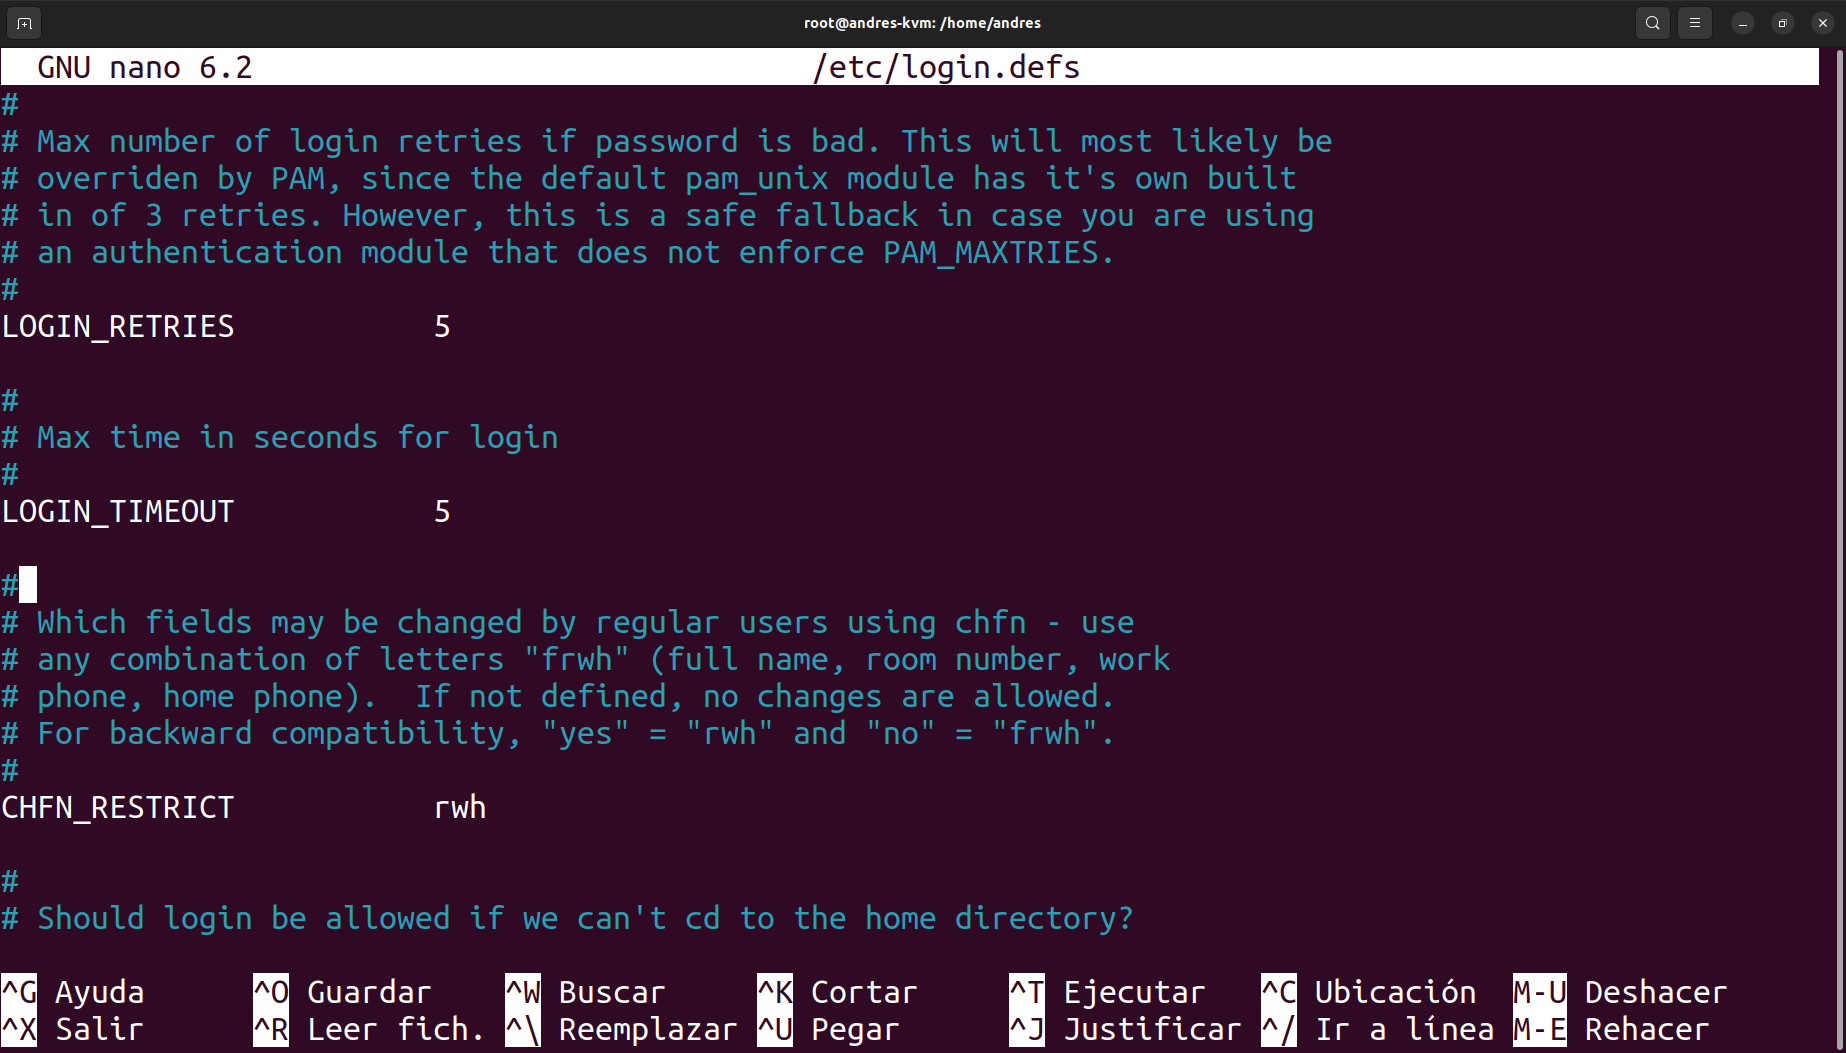 root@andres-kvm: /home/andres
GNU nano 6.2 /etc/login.defs
#
# Max number of login retries if password is bad. This will most likely be
# overriden by PAM, since the default pam_unix module has it's own built
# in of 3 retries. However, this is a safe fallback in case you are using
# an authentication module that does not enforce PAM_MAXTRIES.
#
LOGIN_RETRIES 5
#
# Max time in seconds for login
#
LOGIN_TIMEOUT 5
#
# Which fields may be changed by regular users using chfn - use
# any combination of letters "frwh" (full name, room number, work
# phone, home phone).  If not defined, no changes are allowed.
# For backward compatibility, "yes" = "rwh" and "no" = "frwh".
#
CHFN_RESTRICT rwh
#
# Should login be allowed if we can't cd to the home directory?
^G Ayuda ^O Guardar ^W Buscar ^K Cortar ^T Ejecutar ^C Ubicación M-U Deshacer
^X Salir ^R Leer fich. ^\ Reemplazar ^U Pegar ^J Justificar ^/ Ir a línea M-E Rehacer